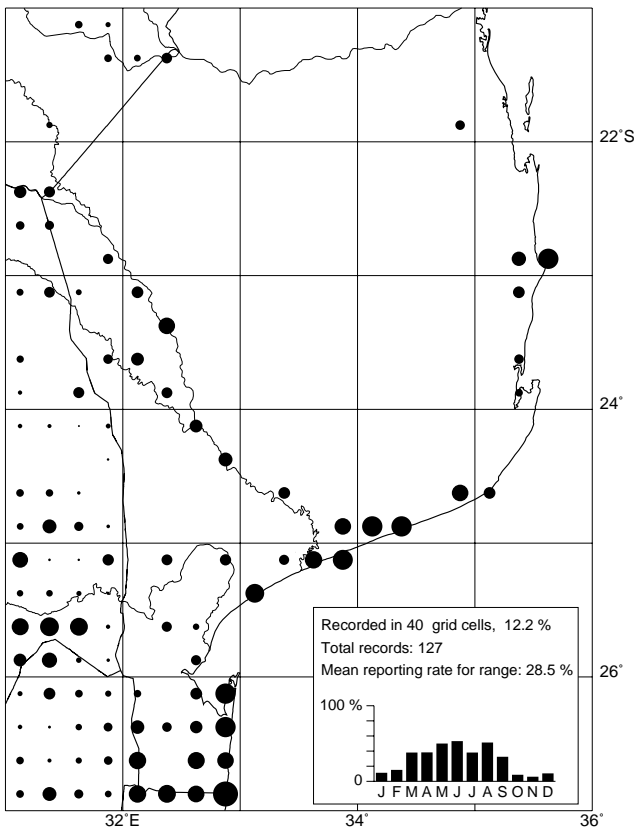 22˚S
24˚
26˚
Recorded in 40 grid cells, 12.2 %
Total records: 127
Mean reporting rate for range: 28.5 %
100 %
0
J F M A M J J A S O N D
32˚E
34˚
36˚